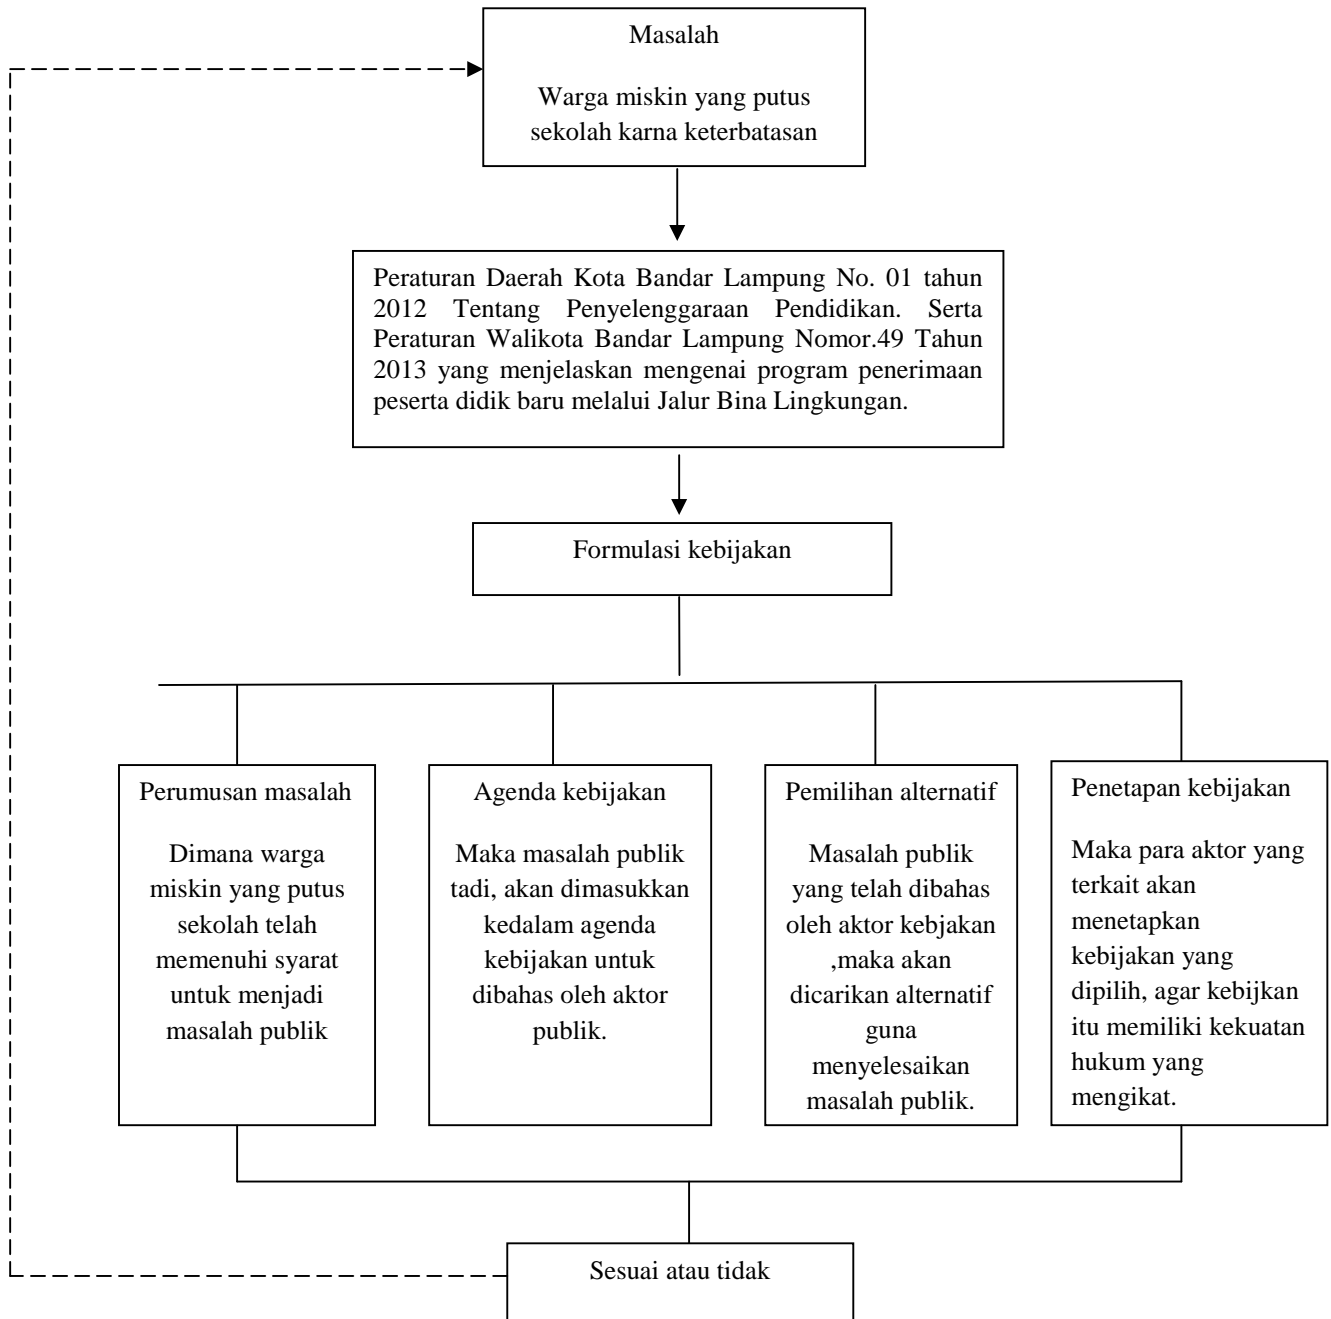 Masalah
Warga miskin yang putus
sekolah karna keterbatasan
Peraturan Daerah Kota Bandar Lampung No. 01 tahun
2012 Tentang Penyelenggaraan Pendidikan. Serta
Peraturan Walikota Bandar Lampung Nomor.49 Tahun
2013 yang menjelaskan mengenai program penerimaan
peserta didik baru melalui Jalur Bina Lingkungan.
Formulasi kebijakan
Perumusan masalah
Dimana warga
miskin yang putus
sekolah telah
memenuhi syarat
untuk menjadi
masalah publik
Agenda kebijakan
Maka masalah publik
tadi, akan dimasukkan
kedalam agenda
kebijakan untuk
dibahas oleh aktor
publik.
Pemilihan alternatif
Masalah publik
yang telah dibahas
oleh aktor kebjakan
,maka akan
dicarikan alternatif
guna
menyelesaikan
masalah publik.
Penetapan kebijakan
Maka para aktor yang
terkait akan
menetapkan
kebijakan yang
dipilih, agar kebijkan
itu memiliki kekuatan
hukum yang
mengikat.
Sesuai atau tidak